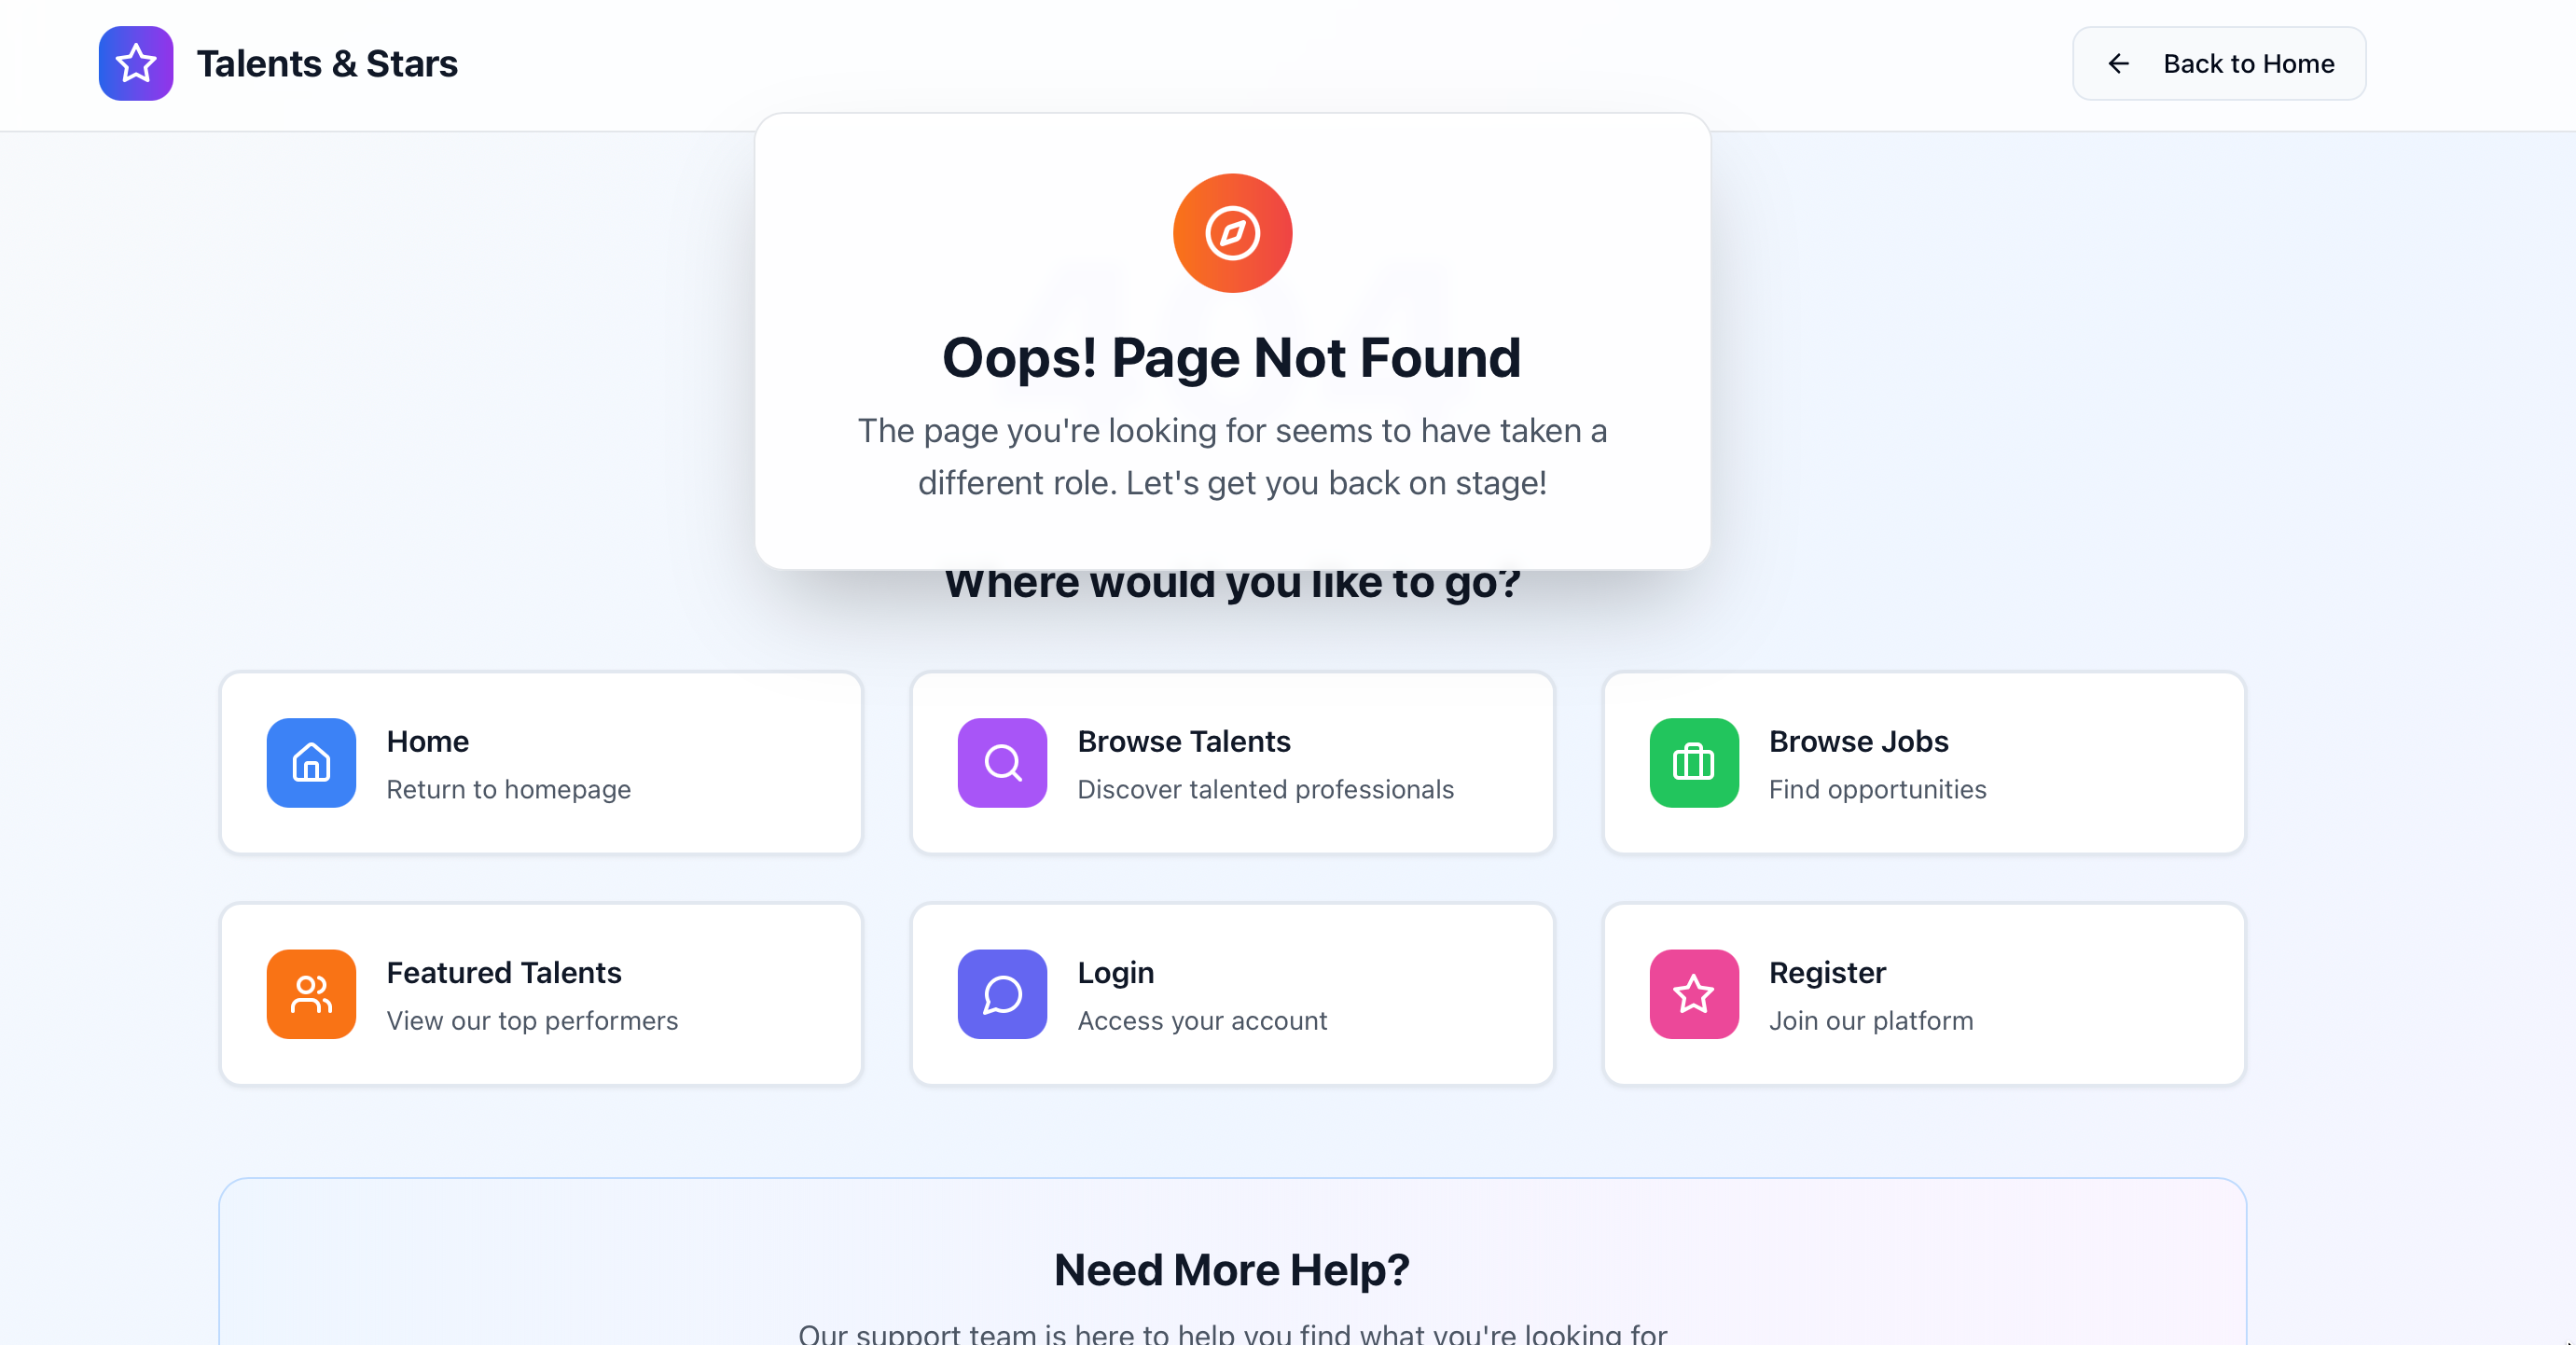 Talents & Stars
Back to Home
404
Oops! Page Not Found
The page you're looking for seems to have taken a
different role. Let's get you back on stage!
Where would you like to go?
Home
Return to homepage
Browse Talents
Discover talented professionals
Browse Jobs
Find opportunities
Featured Talents
View our top performers
Login
Access your account
Register
Join our platform
Need More Help?
Our support team is here to help you find what you're looking for